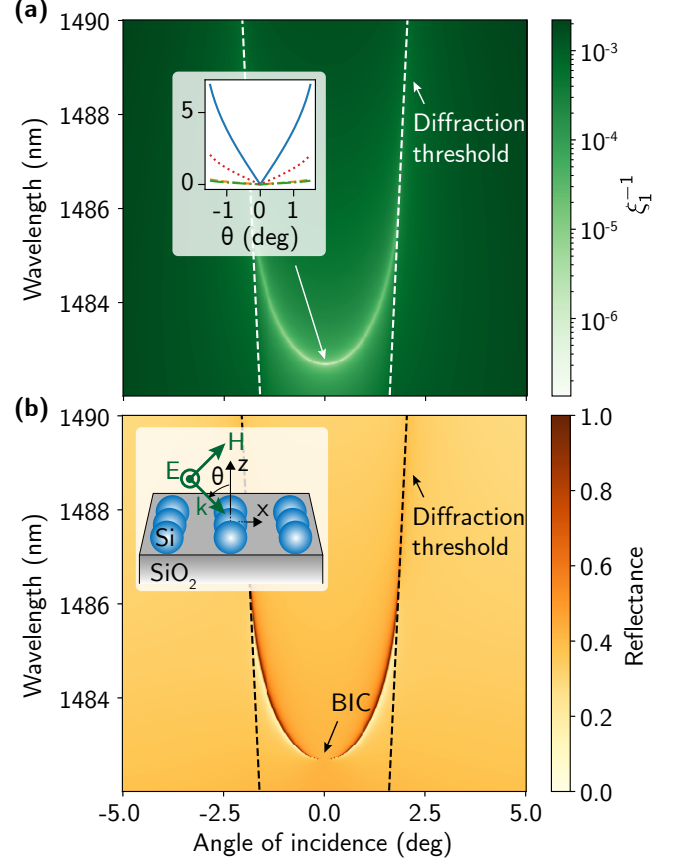 (a)
1490
1488
1486
1484
Wavelength (nm)
5
0
-1 0 1
θ (deg)
Diffraction
threshold
10⁻³
10⁻⁴
10⁻⁵
10⁻⁶
ξ₁⁻¹
(b)
1490
1488
1486
1484
Wavelength (nm)
E
H
θ
z
k
x
Si
SiO₂
Diffraction
threshold
BIC
-5.0 -2.5 0.0 2.5 5.0
Angle of incidence (deg)
1.0
0.8
0.6
0.4
0.2
0.0
Reflectance